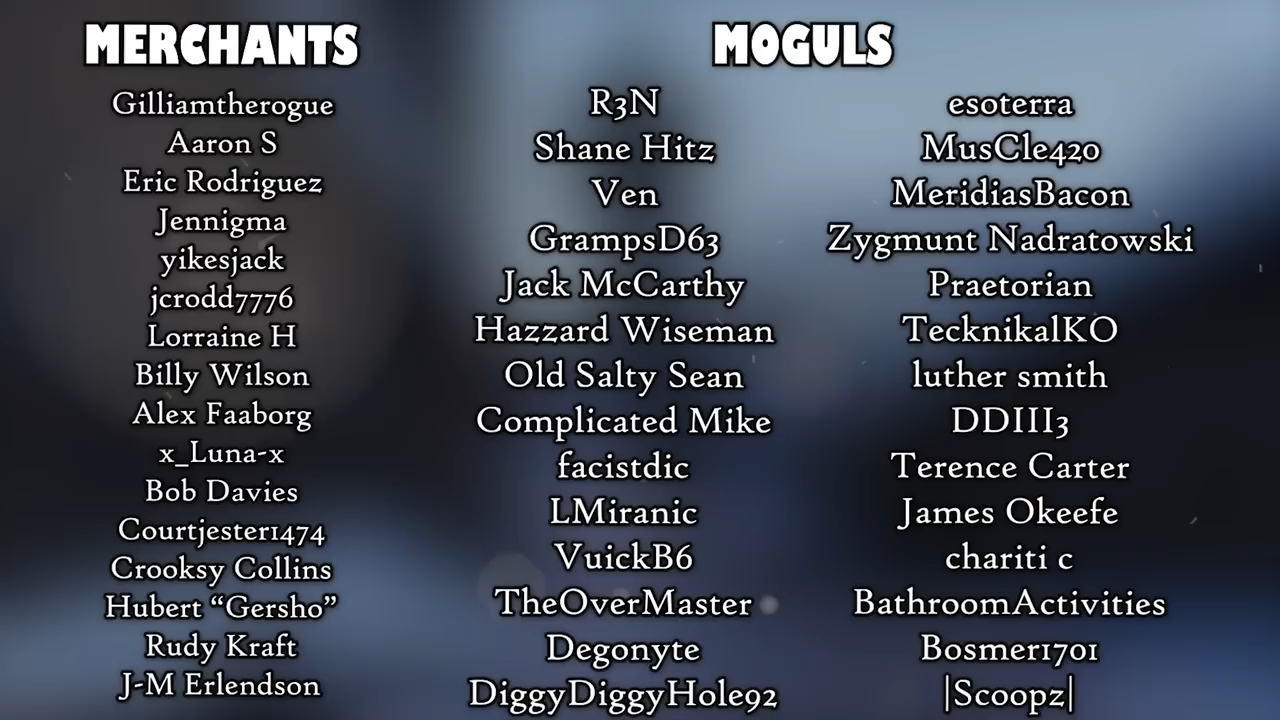 MERCHANTS
Gilliamtherogue
Aaron S
Eric Rodriguez
Jennigma
yikesjack
jcrodd7776
Lorraine H
Billy Wilson
Alex Faaborg
x_Luna-x
Bob Davies
Courtjester1474
Crooksy Collins
Hubert “Gersho”
Rudy Kraft
J-M Erlendson
MOGULS
R3N
Shane Hitz
Ven
GrampsD63
Jack McCarthy
Hazzard Wiseman
Old Salty Sean
Complicated Mike
facistdic
LMiranic
VuickB6
TheOverMaster
Degonyte
DiggyDiggyHole92
esoterra
MusCle420
MeridiasBacon
Zygmunt Nadratowski
Praetorian
TecknikalKO
luther smith
DDIII3
Terence Carter
James Okeefe
chariti c
BathroomActivities
Bosmer1701
|Scoopz|